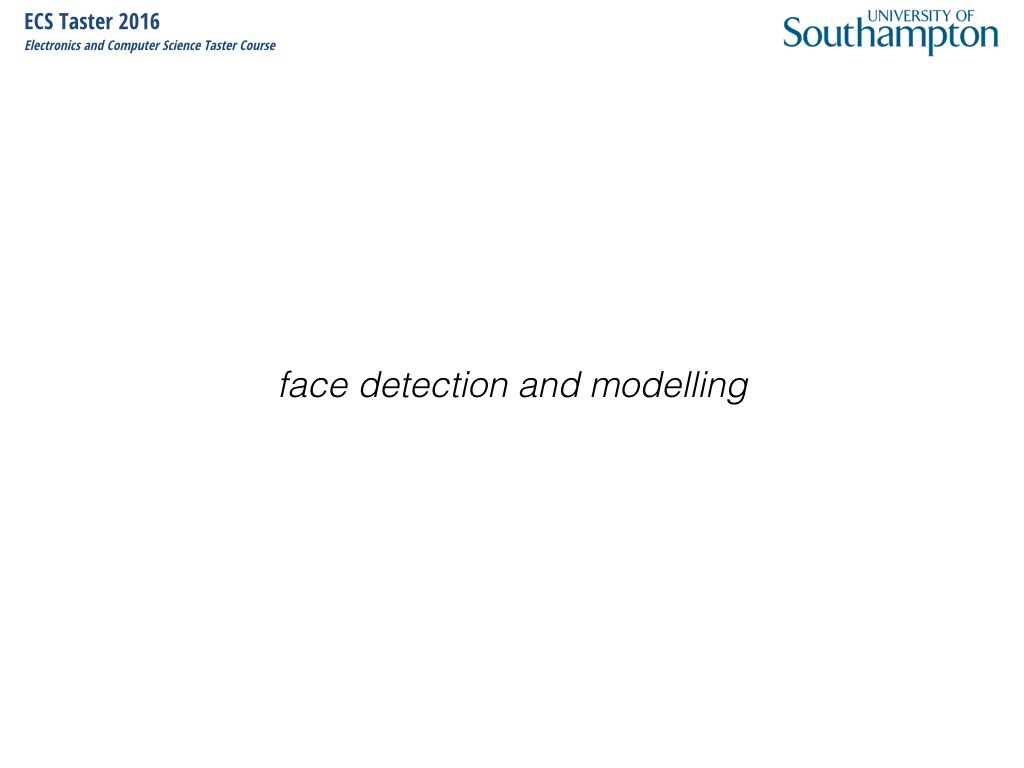 ECS Taster 2016
Electronics and Computer Science Taster Course
UNIVERSITY OF
Southampton
face detection and modelling